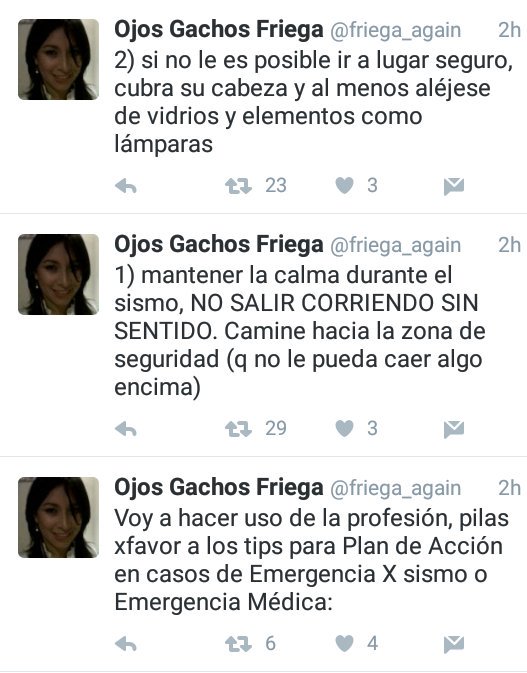 Ojos Gachos Friega @friega_again 2h
2) si no le es posible ir a lugar seguro,
cubra su cabeza y al menos aléjese
de vidrios y elementos como
lámparas
23 3
Ojos Gachos Friega @friega_again 2h
1) mantener la calma durante el
sismo, NO SALIR CORRIENDO SIN
SENTIDO. Camine hacia la zona de
seguridad (q no le pueda caer algo
encima)
29 3
Ojos Gachos Friega @friega_again 2h
Voy a hacer uso de la profesión, pilas
xfavor a los tips para Plan de Acción
en casos de Emergencia X sismo o
Emergencia Médica:
6 4